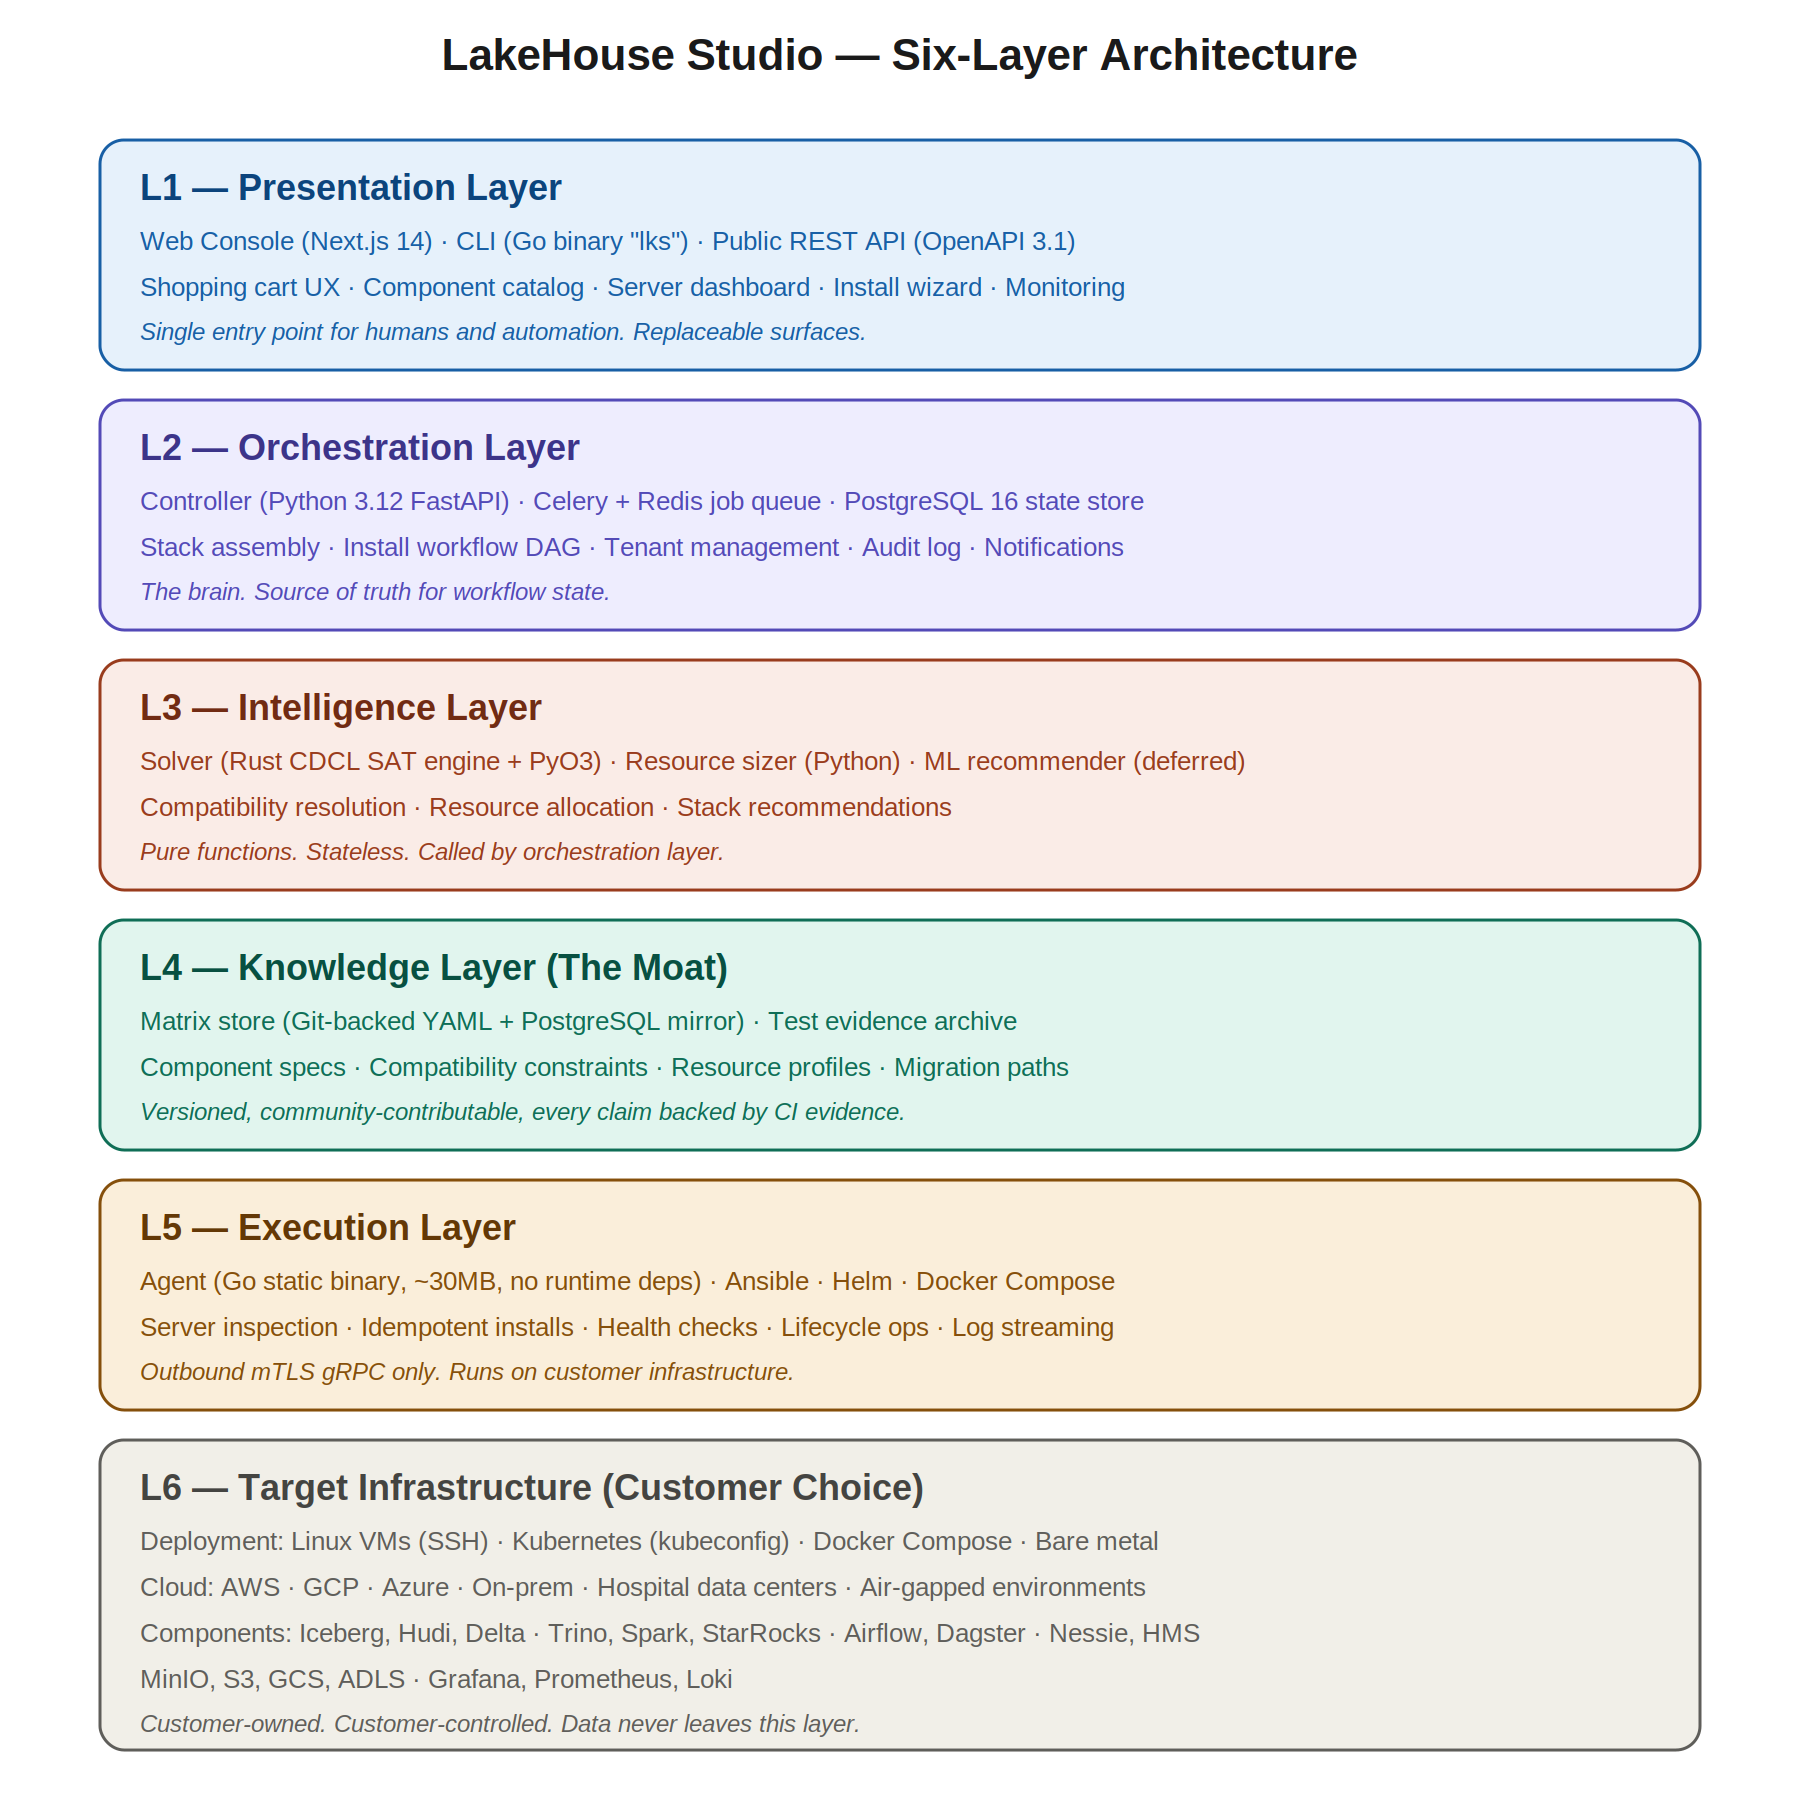 LakeHouse Studio — Six-Layer Architecture
L1 — Presentation Layer
Web Console (Next.js 14) · CLI (Go binary "lks") · Public REST API (OpenAPI 3.1)
Shopping cart UX · Component catalog · Server dashboard · Install wizard · Monitoring
Single entry point for humans and automation. Replaceable surfaces.
L2 — Orchestration Layer
Controller (Python 3.12 FastAPI) · Celery + Redis job queue · PostgreSQL 16 state store
Stack assembly · Install workflow DAG · Tenant management · Audit log · Notifications
The brain. Source of truth for workflow state.
L3 — Intelligence Layer
Solver (Rust CDCL SAT engine + PyO3) · Resource sizer (Python) · ML recommender (deferred)
Compatibility resolution · Resource allocation · Stack recommendations
Pure functions. Stateless. Called by orchestration layer.
L4 — Knowledge Layer (The Moat)
Matrix store (Git-backed YAML + PostgreSQL mirror) · Test evidence archive
Component specs · Compatibility constraints · Resource profiles · Migration paths
Versioned, community-contributable, every claim backed by CI evidence.
L5 — Execution Layer
Agent (Go static binary, ~30MB, no runtime deps) · Ansible · Helm · Docker Compose
Server inspection · Idempotent installs · Health checks · Lifecycle ops · Log streaming
Outbound mTLS gRPC only. Runs on customer infrastructure.
L6 — Target Infrastructure (Customer Choice)
Deployment: Linux VMs (SSH) · Kubernetes (kubeconfig) · Docker Compose · Bare metal
Cloud: AWS · GCP · Azure · On-prem · Hospital data centers · Air-gapped environments
Components: Iceberg, Hudi, Delta · Trino, Spark, StarRocks · Airflow, Dagster · Nessie, HMS
MinIO, S3, GCS, ADLS · Grafana, Prometheus, Loki
Customer-owned. Customer-controlled. Data never leaves this layer.